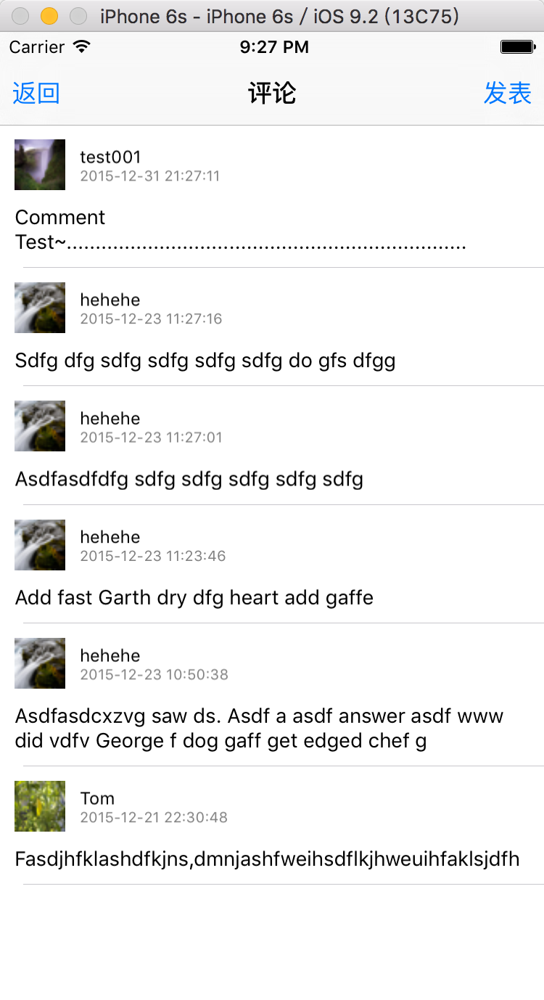 iPhone 6s - iPhone 6s / iOS 9.2 (13C75)
Carrier 9:27 PM
返回 评论 发表
test001
2015-12-31 21:27:11
Comment
Test~.....................................................................
hehehe
2015-12-23 11:27:16
Sdfg dfg sdfg sdfg sdfg sdfg do gfs dfgg
hehehe
2015-12-23 11:27:01
Asdfasdfdfg sdfg sdfg sdfg sdfg sdfg
hehehe
2015-12-23 11:23:46
Add fast Garth dry dfg heart add gaffe
hehehe
2015-12-23 10:50:38
Asdfasdcxzvg saw ds. Asdf a asdf answer asdf www
did vdfv George f dog gaff get edged chef g
Tom
2015-12-21 22:30:48
Fasdjhfklashdfkjns,dmnjashfweihsdflkjhweuihfaklsjdfh